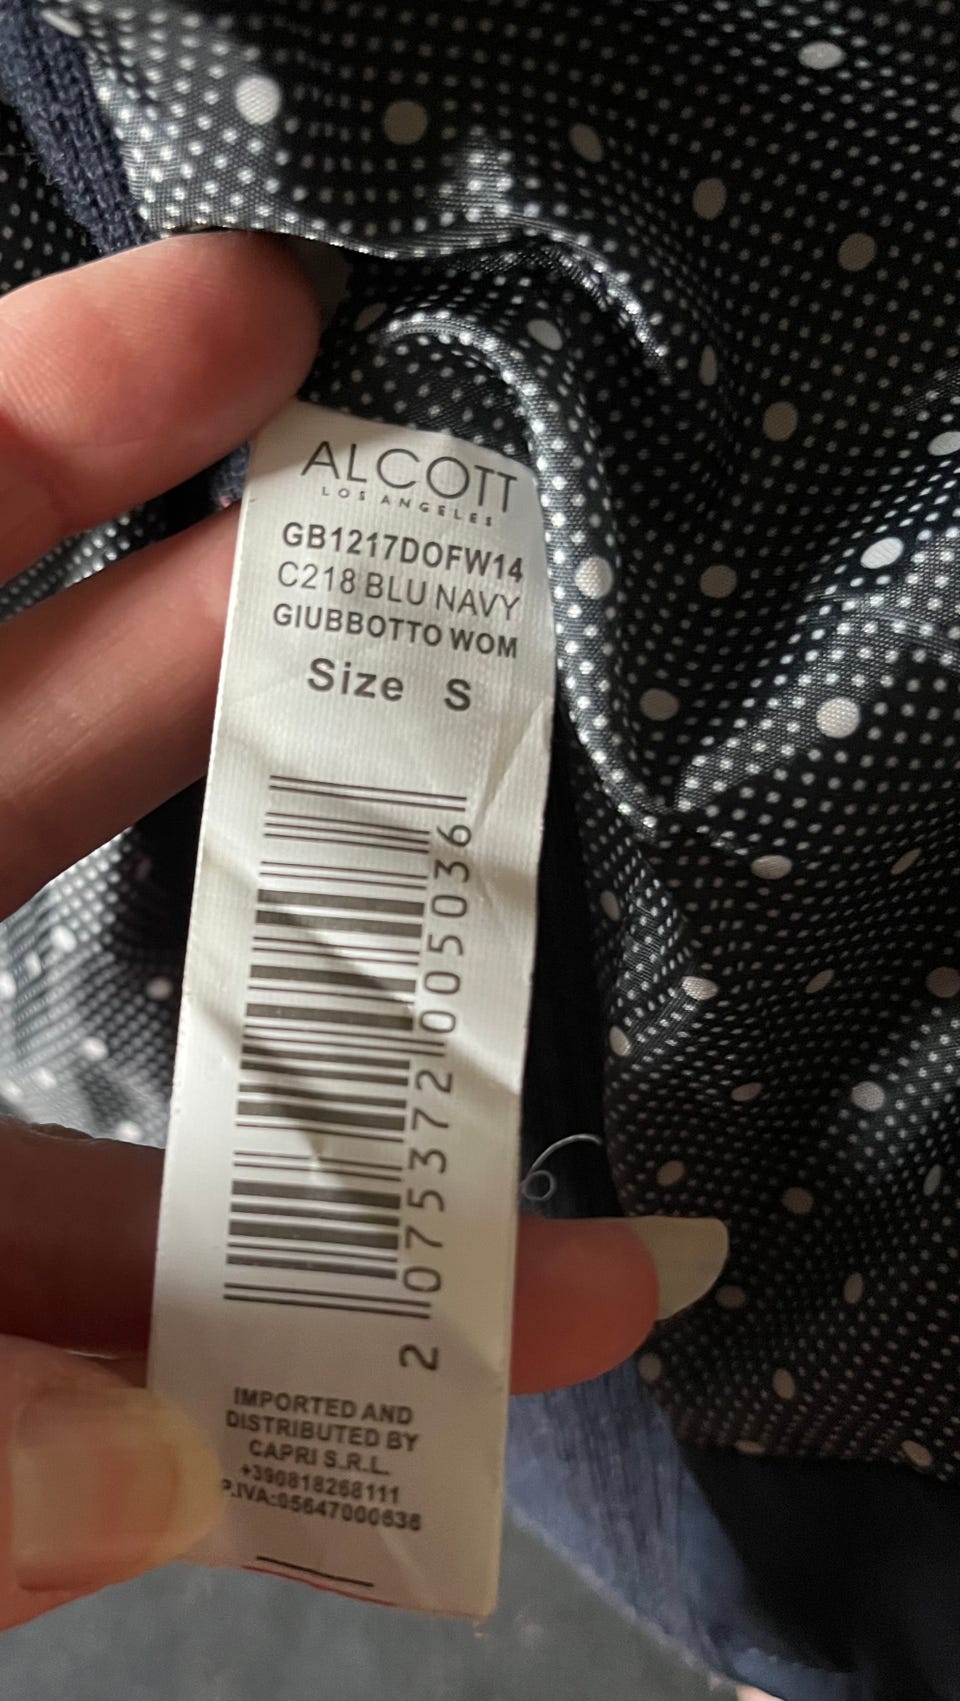 ALCOTT
LOS ANGELES
GB1217DOFW14
C218 BLU NAVY
GIUBBOTTO WOM
Size S
2 075372 005036
IMPORTED AND
DISTRIBUTED BY
CAPRI S.R.L.
+390818268111
P.IVA:05647000636